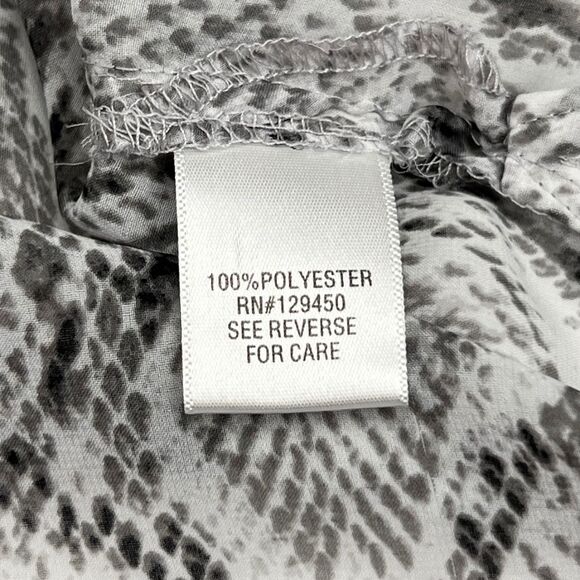 100%POLYESTER
RN#129450
SEE REVERSE
FOR CARE